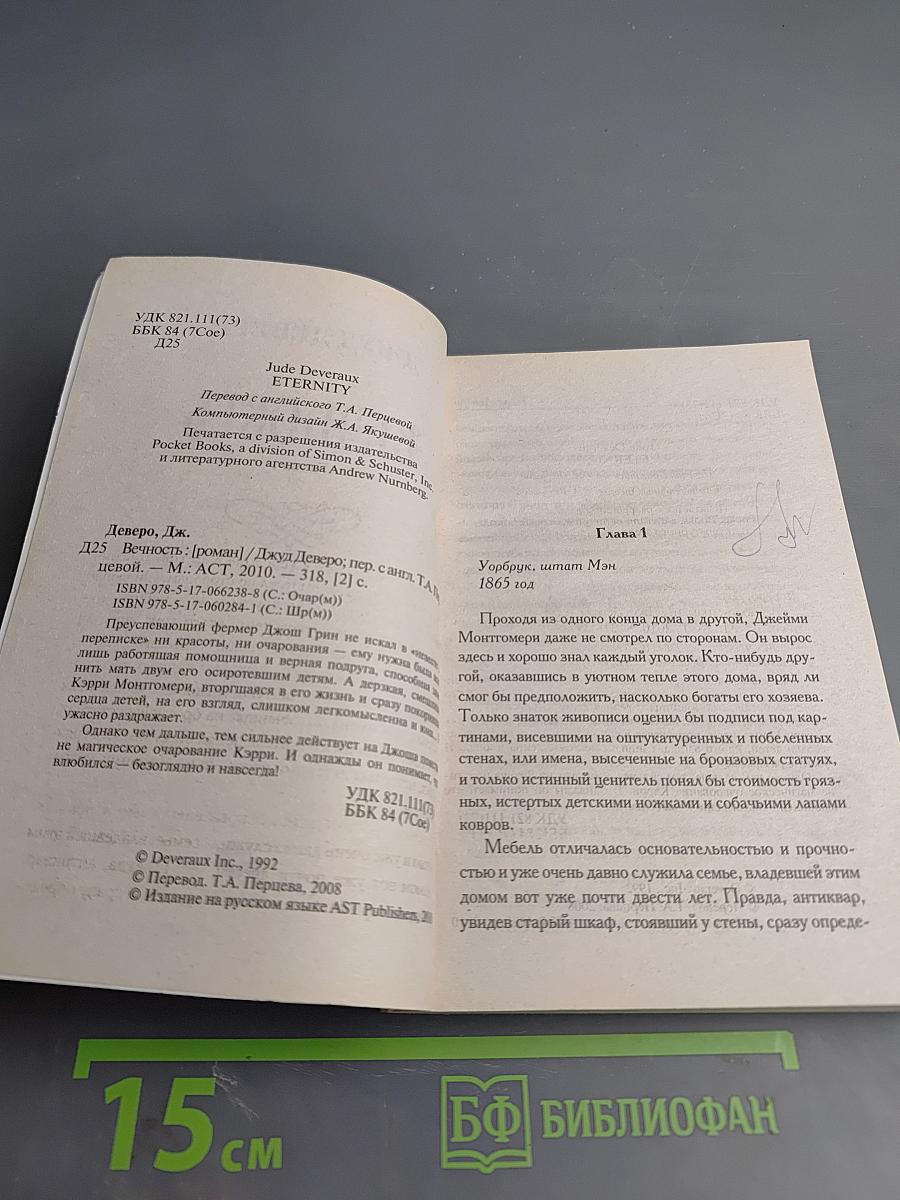 УДК 821.111(73)
ББК 84 (7Сое)
Д25
Jude Deveraux
ETERNITY
Перевод с английского Т.А. Перцевой
Компьютерный дизайн Ж.А. Якушевой
Печатается с разрешения издательства
Pocket Books, a division of Simon & Schuster, Inc.
и литературного агентства Andrew Nurnberg.
Деверо, Дж.
Д25 Вечность : [роман] / Джуд Деверо; пер. с англ. Т.А.
цевой. — М.: АСТ, 2010. — 318, [2] с.
ISBN 978-5-17-066238-8 (С.: Очар(м))
ISBN 978-5-17-060284-1 (С.: Шр(м))
Преуспевающий фермер Джош Грин не искал в
переписке» ни красоты, ни очарования — ему нужна была
лишь работящая помощница и верная подруга, способная
нить мать двум его осиротевшим детям. А дерзкая,
Кэрри Монтгомери, вторгшаяся в его жизнь и сразу
сердца детей, на его взгляд, слишком легкомысленна и
ужасно раздражает.
Однако чем дальше, тем сильнее действует на Джоша
не магическое очарование Кэрри. И однажды он понимает,
влюбился — безоглядно и навсегда!
УДК 821.111(73)
ББК 84 (7Сое)
© Deveraux Inc., 1992
© Перевод. Т.А. Перцева, 2008
© Издание на русском языке AST Publishers,
Глава 1
Уорбрук, штат Мэн
1865 год
Проходя из одного конца дома в другой, Джейми
Монтгомери даже не смотрел по сторонам. Он вырос
здесь и хорошо знал каждый уголок. Кто-нибудь дру-
гой, оказавшись в уютном тепле этого дома, вряд ли
смог бы предположить, насколько богаты его хозяева.
Только знаток живописи оценил бы подписи под кар-
тинами, висевшими на оштукатуренных и побеленных
стенах, или имена, высеченные на бронзовых статуях,
и только истинный ценитель понял бы стоимость гряз-
ных, истертых детскими ножками и собачьими лапами
ковров.
Мебель отличалась основательностью и прочно-
стью и уже очень давно служила семье, владевшей этим
домом вот уже почти двести лет. Правда, антиквар,
увидев старый шкаф, стоявший у стены, сразу опреде-
15 см
БФ БИБЛИОФАН